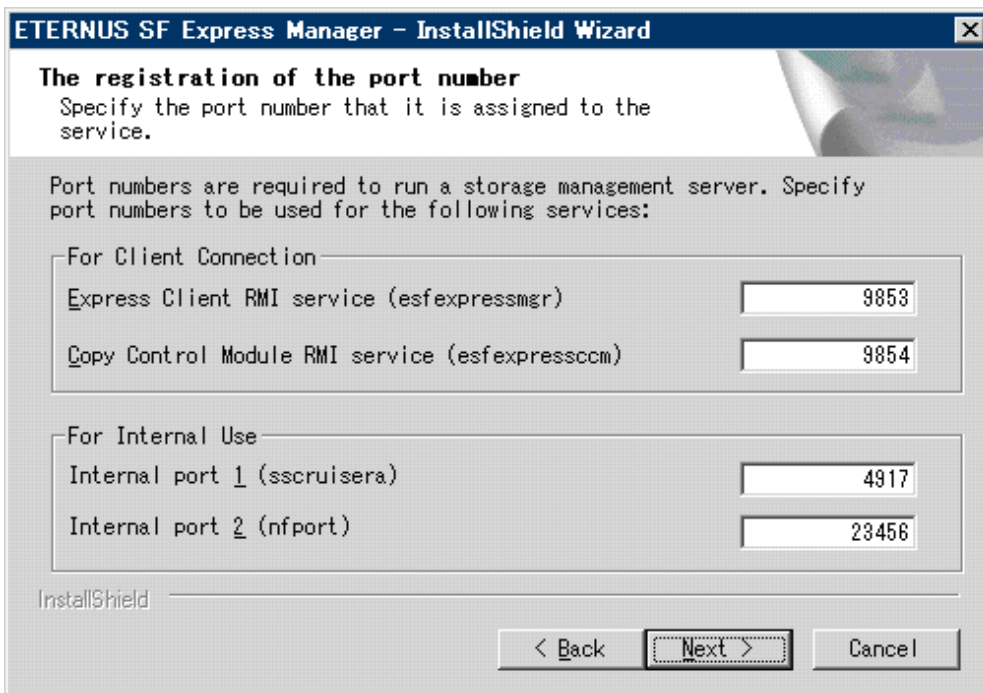 ETERNUS SF Express Manager - InstallShield Wizard
The registration of the port number
Specify the port number that it is assigned to the
service.
Port numbers are required to run a storage management server. Specify
port numbers to be used for the following services:
For Client Connection
Express Client RMI service (esfexpressmgr)
9853
Copy Control Module RMI service (esfexpressccm)
9854
For Internal Use
Internal port 1 (sscruisera)
4917
Internal port 2 (nfport)
23456
InstallShield
< Back
Next >
Cancel